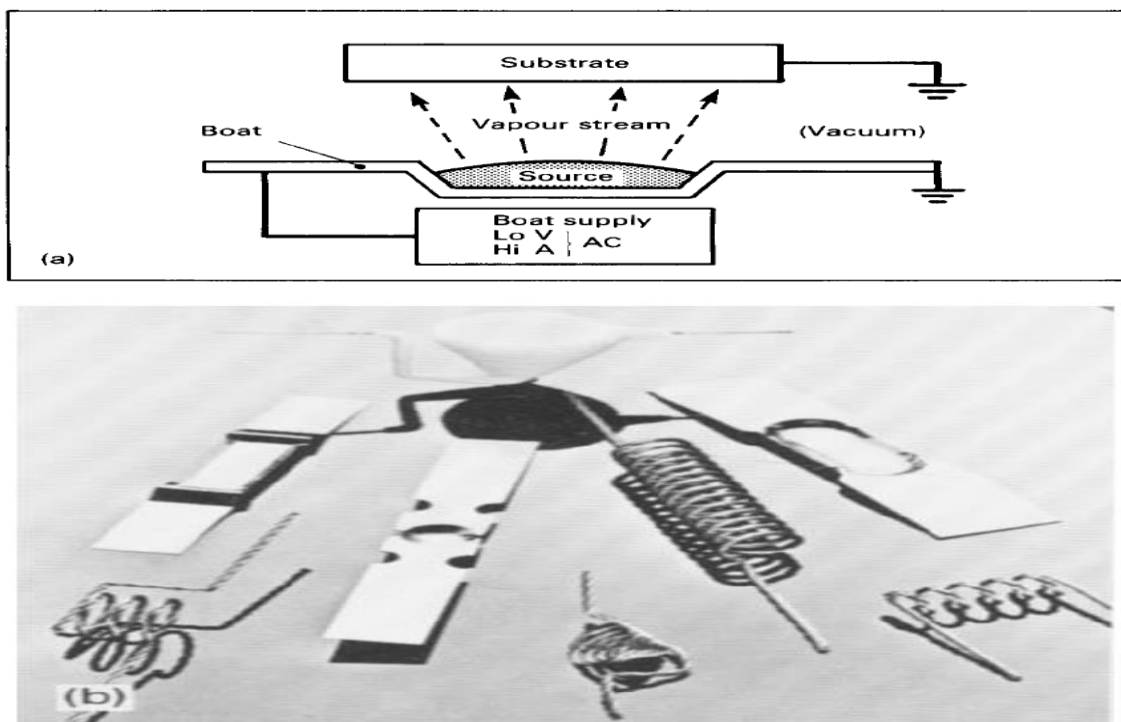 Substrate
Vapour stream
Boat
(Vacuum)
Source
Boat supply
Lo V
Hi A
} AC
(a)
(b)